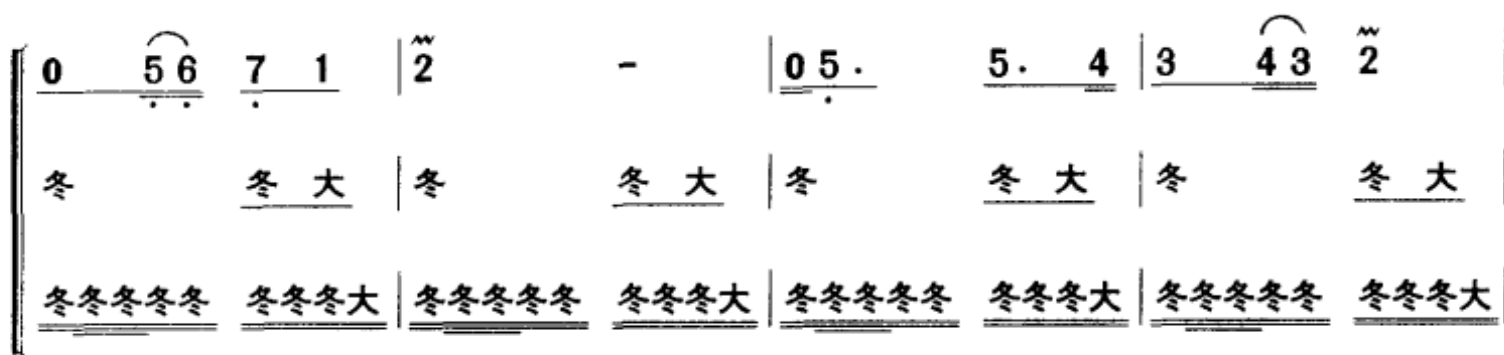 0 5 6 7 1 | 2 - | 0 5 . 5 . 4 | 3 4 3 2
冬 冬 大 | 冬 冬 大 | 冬 冬 大 | 冬 冬 大
冬冬冬冬冬 冬冬冬大 | 冬冬冬冬冬 冬冬冬大 | 冬冬冬冬冬 冬冬冬大 | 冬冬冬冬冬 冬冬冬大